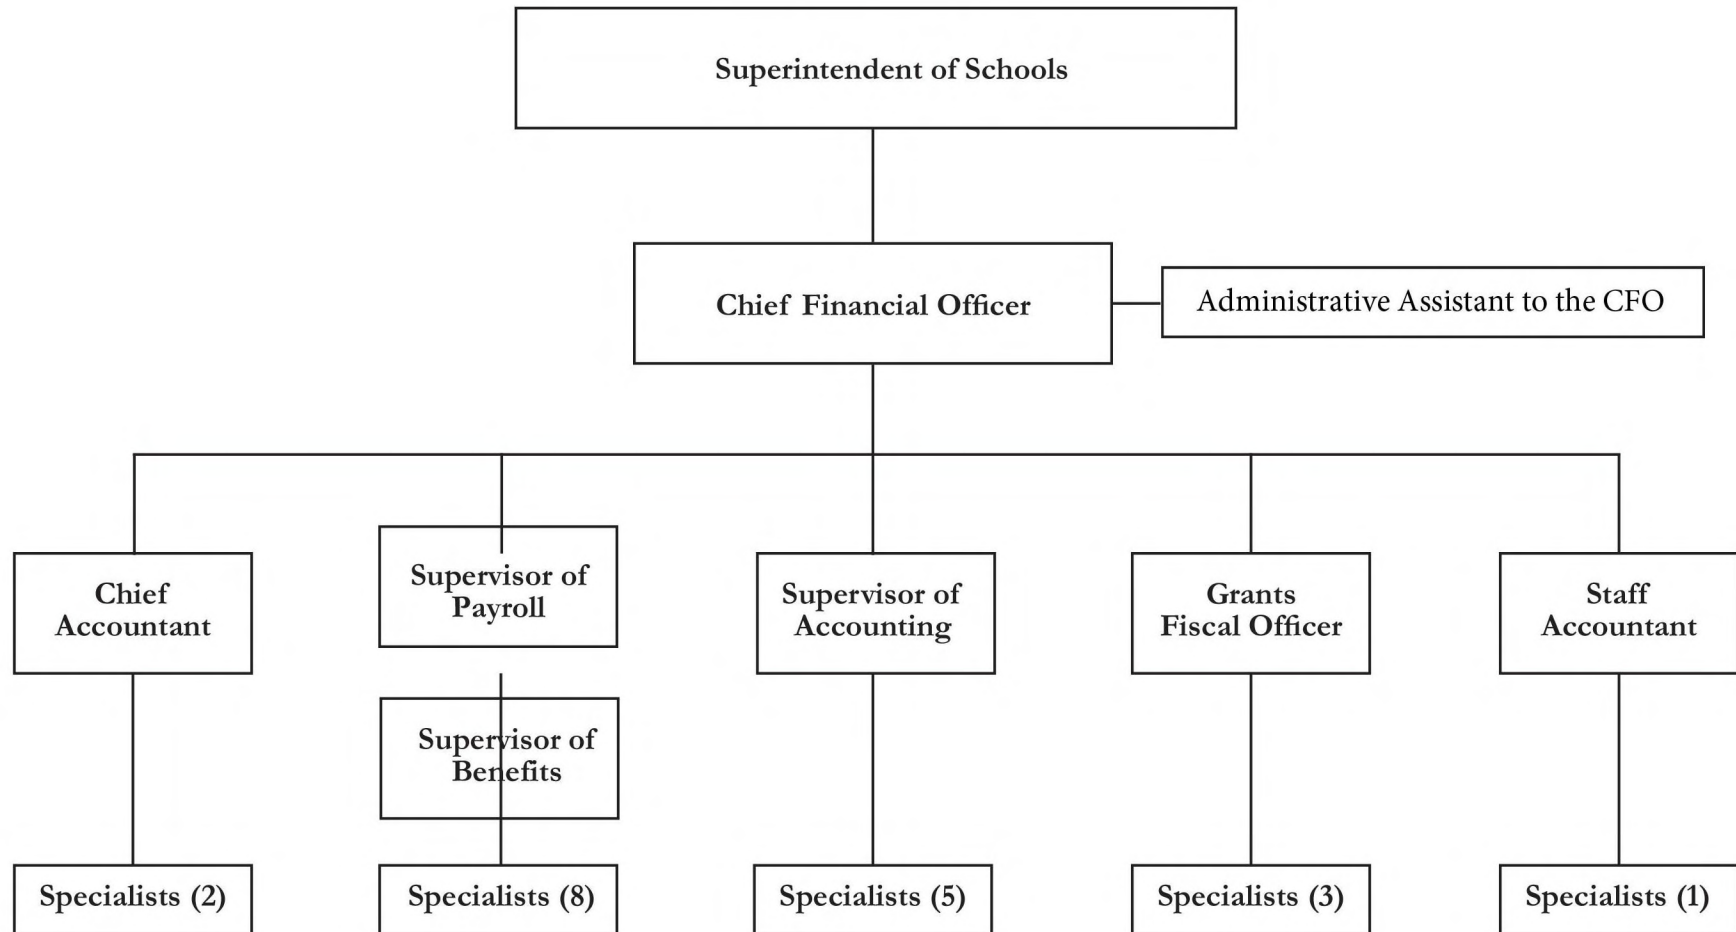 Superintendent of Schools
Chief Financial Officer
Administrative Assistant to the CFO
Chief
Accountant
Supervisor of
Payroll
Supervisor of
Benefits
Supervisor of
Accounting
Grants
Fiscal Officer
Staff
Accountant
Specialists (2)
Specialists (8)
Specialists (5)
Specialists (3)
Specialists (1)